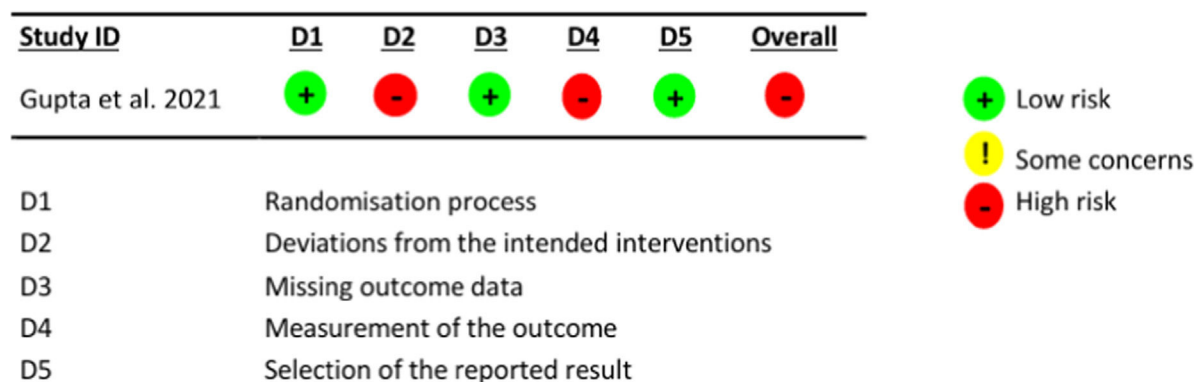 Study ID D1 D2 D3 D4 D5 Overall
Gupta et al. 2021 + - + - + -
+ Low risk
! Some concerns
- High risk
D1 Randomisation process
D2 Deviations from the intended interventions
D3 Missing outcome data
D4 Measurement of the outcome
D5 Selection of the reported result